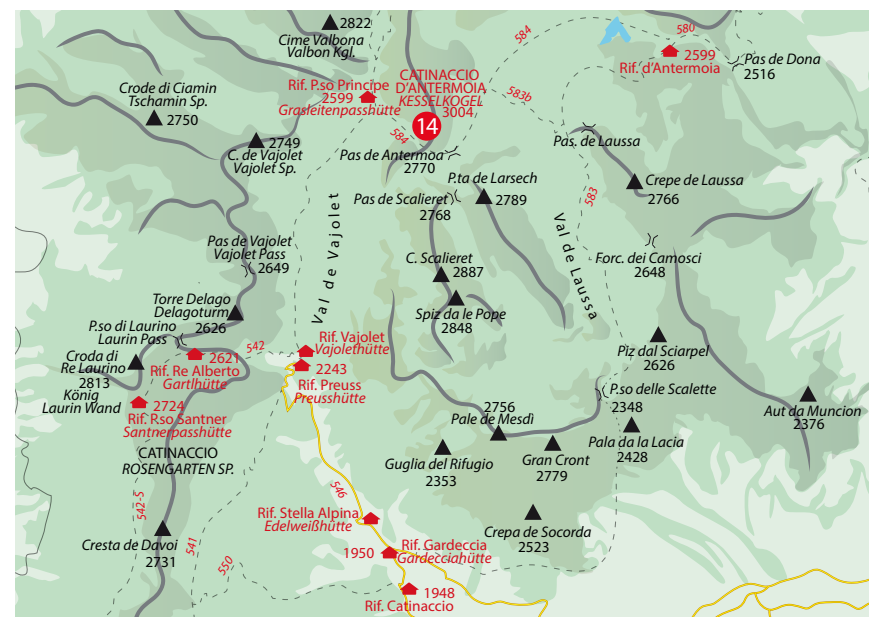 2822
Cime Valbona
Valbon Kgl.
584
580
2599
Rif. d'Antermoia
Pas de Dona
2516
Crode di Ciamin
Tschamin Sp.
2750
Rif. P.so Principe
2599
Grasleitenpasshütte
CATINACCIO
D'ANTERMOIA
KESSELKOGEL
3004
14
584
583b
2749
C. de Vajolet
Vajolet Sp.
Pas de Antermoa
2770
Pas. de Laussa
P.ta de Larsech
2789
Pas de Scalieret
2768
583
Crepe de Laussa
2766
Val de Vajolet
Val de Laussa
Pas de Vajolet
Vajolet Pass
2649
C. Scalieret
2887
Forc. dei Camosci
2648
Torre Delago
Delagoturm
2626
Spiz da le Pope
2848
P.so di Laurino
Laurin Pass
542
Rif. Vajolet
Vajolethütte
2243
Rif. Preuss
Preusshütte
Piz dal Sciarpel
2626
Croda di
Re Laurino
2813
König
Laurin Wand
2621
Rif. Re Alberto
Gartlhütte
2724
Rif. Rso Santner
Santnerpasshütte
P.so delle Scalette
2348
Aut da Muncion
2376
2756
Pale de Mesdì
Pala da la Lacia
2428
CATINACCIO
ROSENGARTEN SP.
Guglia del Rifugio
2353
Gran Cront
2779
546
542-5
541
550
Rif. Stella Alpina
Edelweißhütte
Crepa de Socorda
2523
Cresta de Davoi
2731
1950
Rif. Gardeccia
Gardecciahütte
1948
Rif. Catinaccio